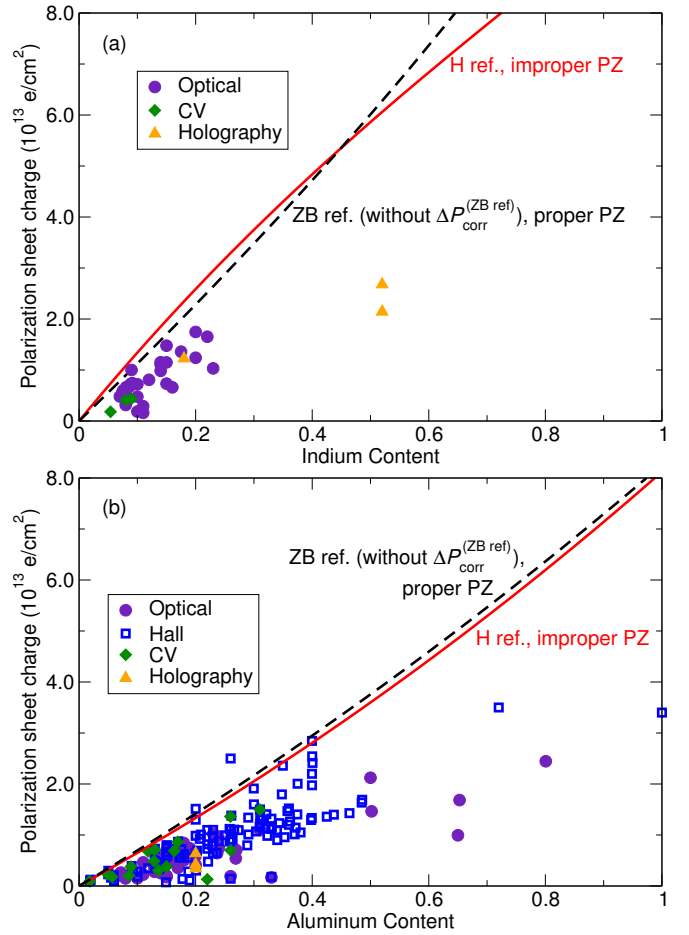 8.0
(a)
H ref., improper PZ
Optical
CV
Holography
6.0
Polarization sheet charge (10^13 e/cm^2)
ZB ref. (without ΔP_corr^(ZB ref)), proper PZ
4.0
2.0
0
0 0.2 0.4 0.6 0.8 1
Indium Content
8.0
(b)
ZB ref. (without ΔP_corr^(ZB ref)),
proper PZ
6.0
Optical
Hall
CV
Holography
H ref., improper PZ
Polarization sheet charge (10^13 e/cm^2)
4.0
2.0
0
0 0.2 0.4 0.6 0.8 1
Aluminum Content